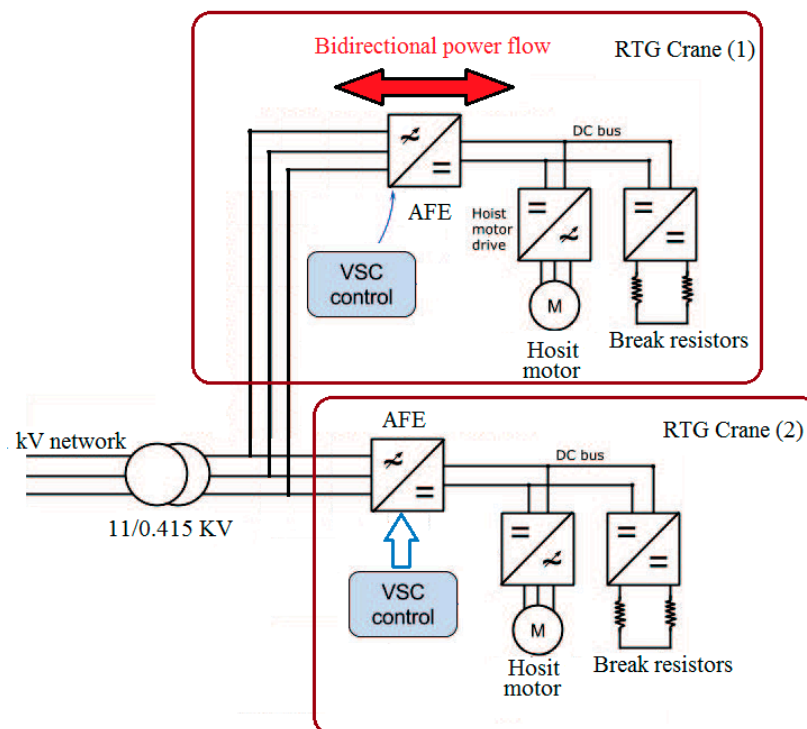 Bidirectional power flow
RTG Crane (1)
DC bus
AFE
Hoist
motor
drive
VSC
control
M
Hosit
motor
Break resistors
AFE
RTG Crane (2)
. kV network
DC bus
11/0.415 KV
VSC
control
M
Hosit
motor
Break resistors